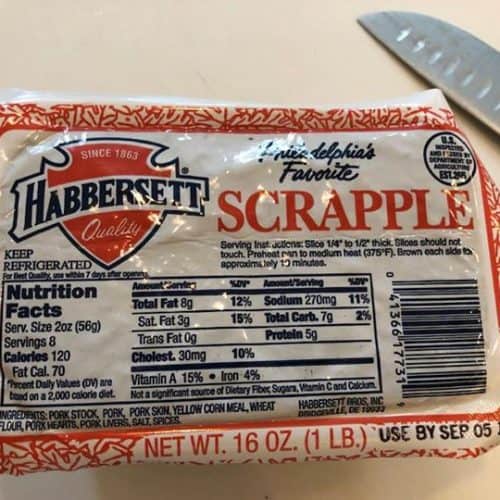 SINCE 1863
HABBERSETT
Quality
Philadelphia's
Favorite
SCRAPPLE
U.S.
INSPECTED
DEPARTMENT OF
AGRICULTURE
KEEP
REFRIGERATED
For Best Quality, use within 7 days after opening
Serving Instructions: Slice 1/4" to 1/2" thick. Slices should not
touch. Preheat pan to medium heat (375°F). Brown each side for
approximately 10 minutes.
Nutrition
Facts
Serv. Size 2oz (56g)
Servings 8
Calories 120
Fat Cal. 70
*Percent Daily Values (DV) are
based on a 2,000 calorie diet.
Amount/Serving %DV* Amount/Serving %DV*
Total Fat 8g 12% Sodium 270mg 11%
Sat. Fat 3g 15% Total Carb. 7g 2%
Trans Fat 0g Protein 5g
Cholest. 30mg 10%
Vitamin A 15% • Iron 4%
Not a significant source of Dietary Fiber, Sugars, Vitamin C and Calcium.
INGREDIENTS: PORK STOCK, PORK, PORK SKIN, YELLOW CORN MEAL, WHEAT
FLOUR, PORK HEARTS, PORK LIVERS, SALT, SPICES.
HABBERSETT BROS. INC
BRIDGEVILLE, DE 19933
NET WT. 16 OZ. (1 LB.)
USE BY SEP 05